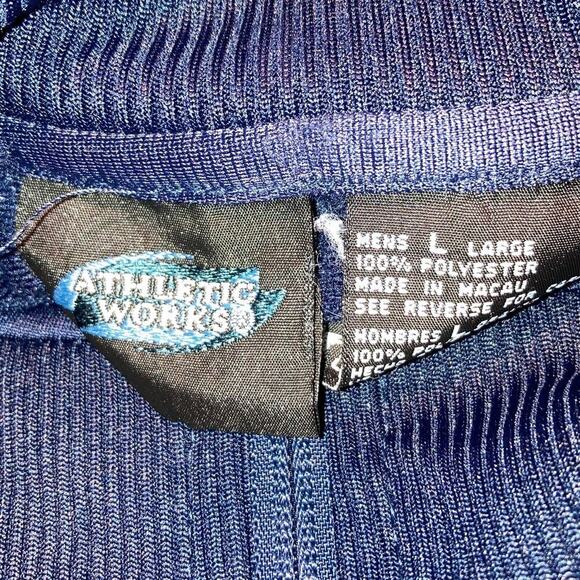 ATHLETIC
WORKS®
MENS L LARGE
100% POLYESTER
MADE IN MACAU
SEE REVERSE FOR
HOMBRES L
100%